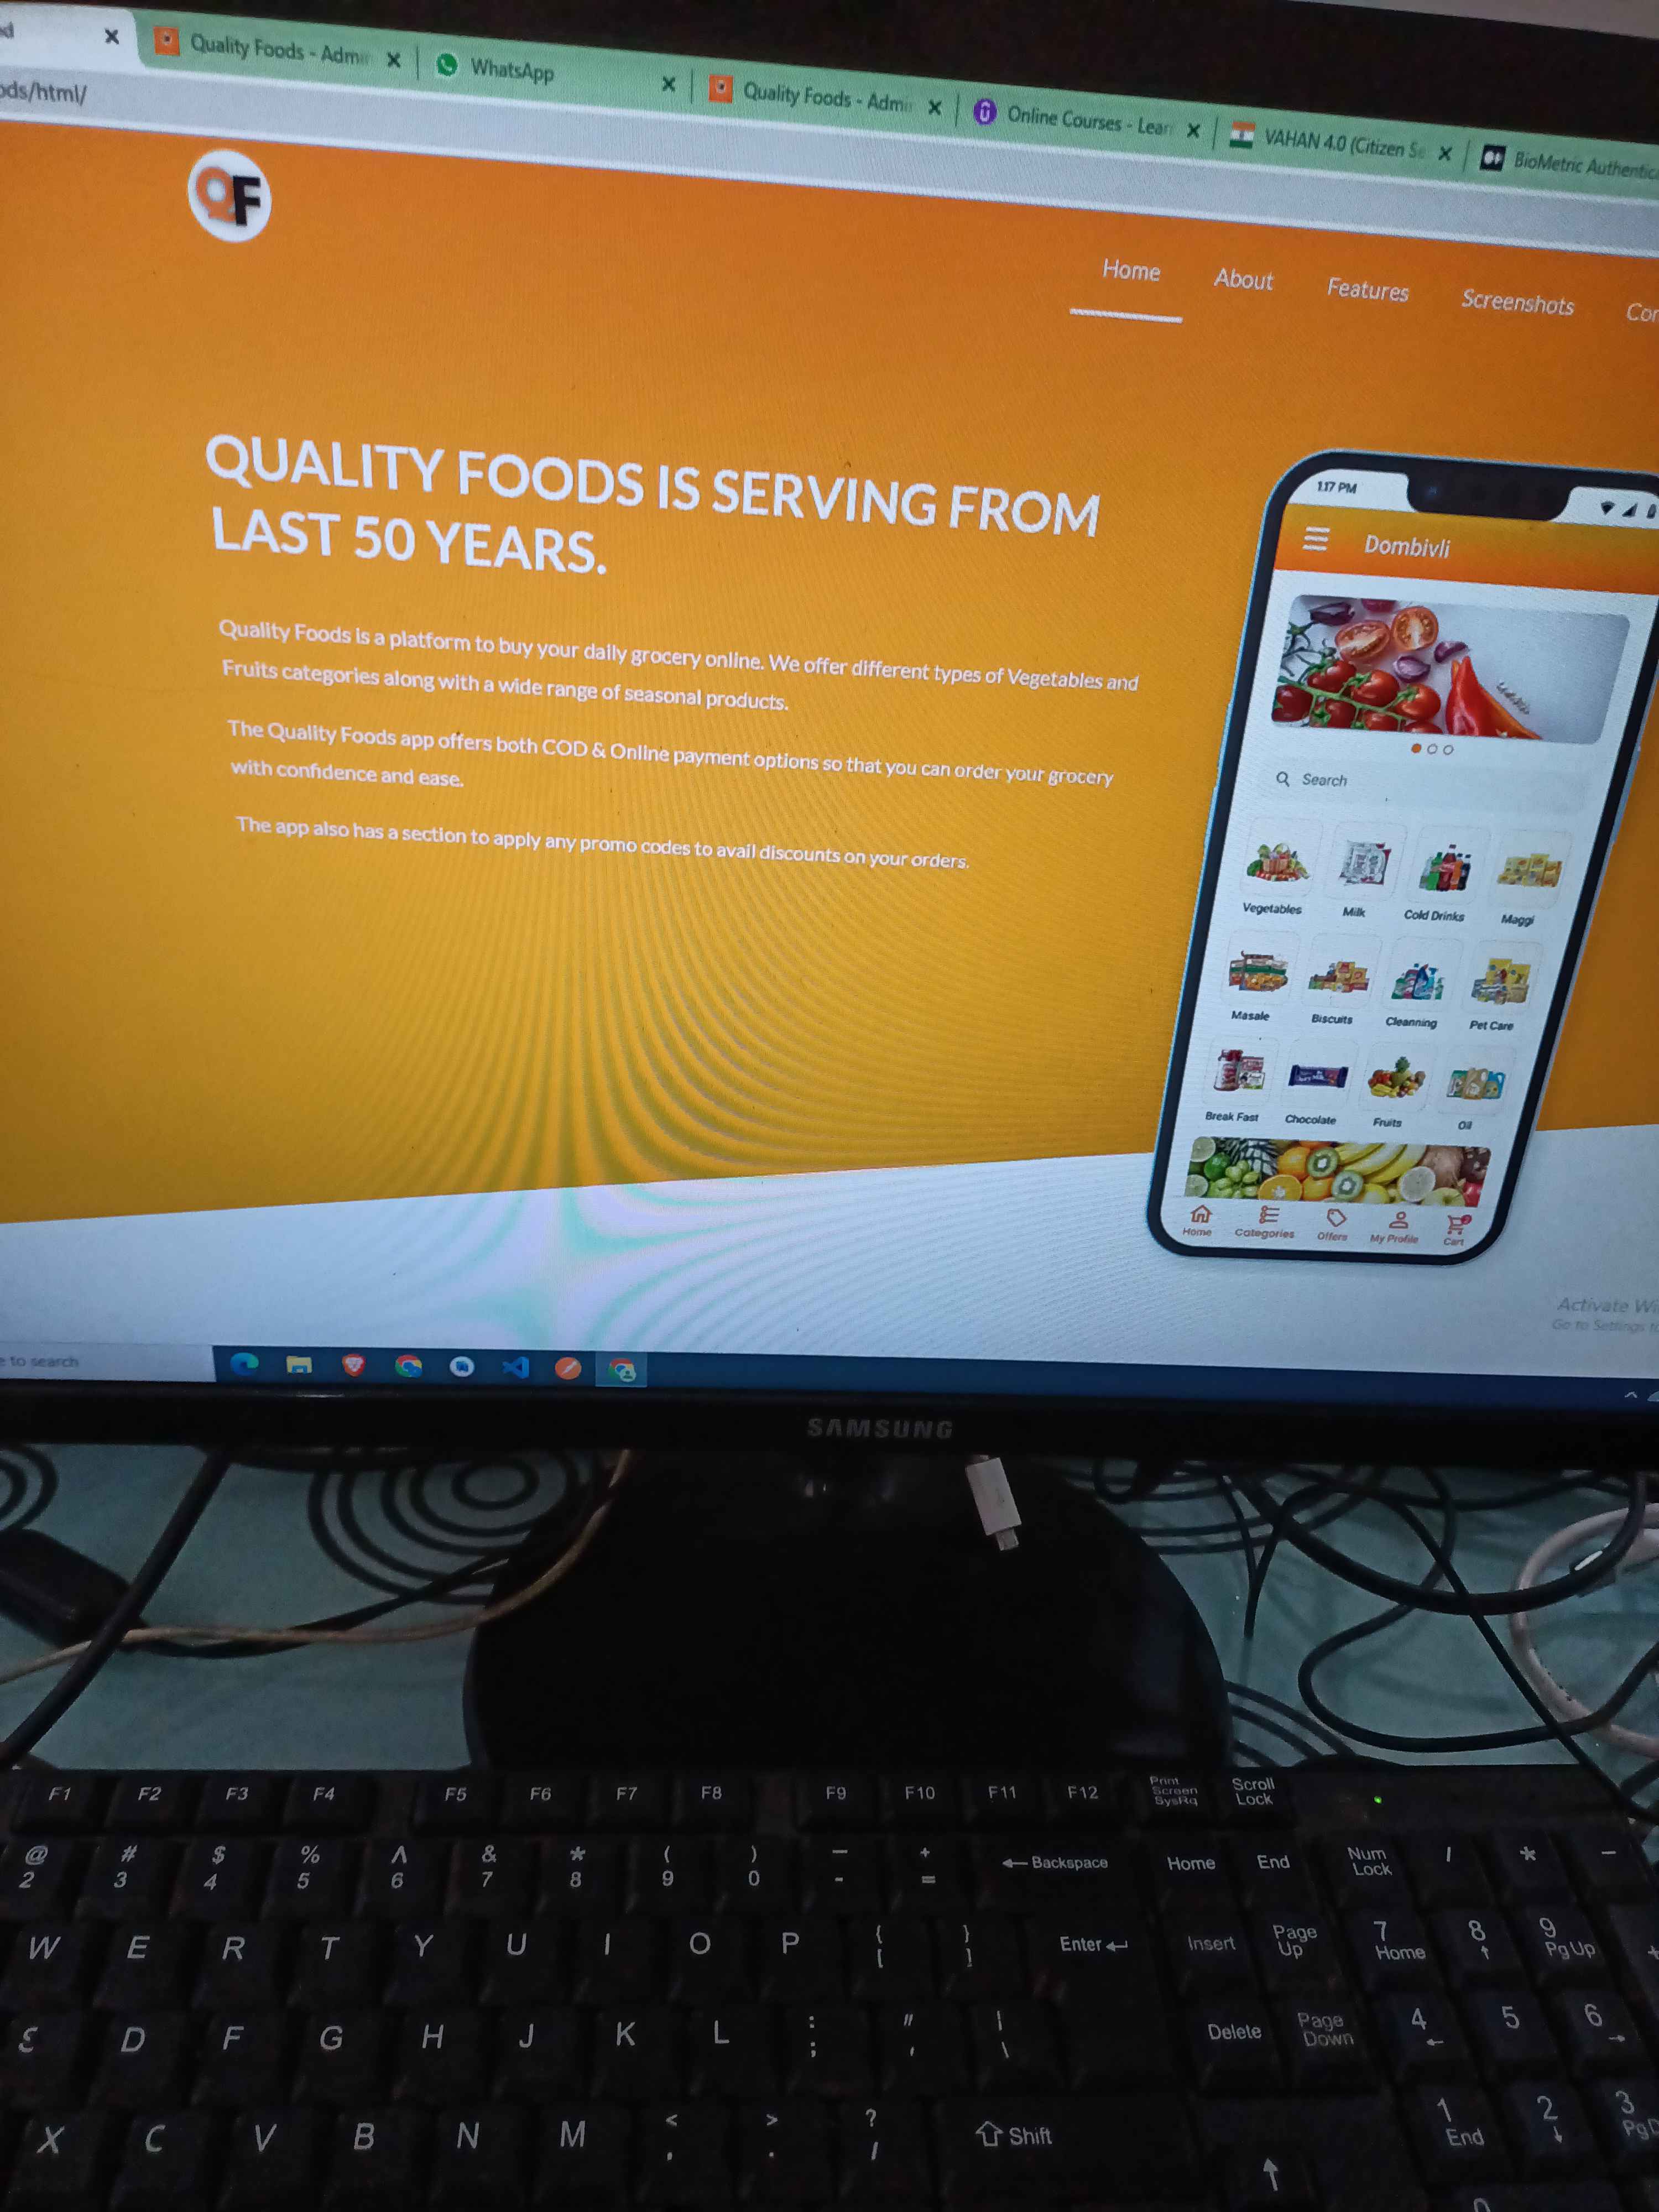 Quality Foods - Admin
WhatsApp
Quality Foods - Admin
Online Courses - Lear
VAHAN 4.0 (Citizen Se
BioMetric Authentic
ods/html/
QF
Home
About
Features
Screenshots
QUALITY FOODS IS SERVING FROM
LAST 50 YEARS.
Quality Foods is a platform to buy your daily grocery online. We offer different types of Vegetables and
Fruits categories along with a wide range of seasonal products.
The Quality Foods app offers both COD & Online payment options so that you can order your grocery
with confidence and ease.
The app also has a section to apply any promo codes to avail discounts on your orders.
1:17 PM
Dombivli
Search
Vegetables
Milk
Cold Drinks
Maggi
Masale
Biscuits
Cleanning
Pet Care
Break Fast
Chocolate
Fruits
Oil
Home
Categories
Offers
My Profile
Cart
Activate Wi
Go to Settings to
e to search
SAMSUNG
F1 F2 F3 F4 F5 F6 F7 F8 F9 F10 F11 F12 Print Screen SysRq Scroll Lock
@ # $ % ^ & * ( ) — +
2 3 4 5 6 7 8 9 0 - = Backspace Home End Num Lock / * -
W E R T Y U I O P { [ } ] Enter Insert Page Up 7 Home 8 9 PgUp +
S D F G H J K L : ; " ' | \ Delete Page Down 4 5 6
X C V B N M < , > . ? / Shift 1 End 2 3 PgD
0